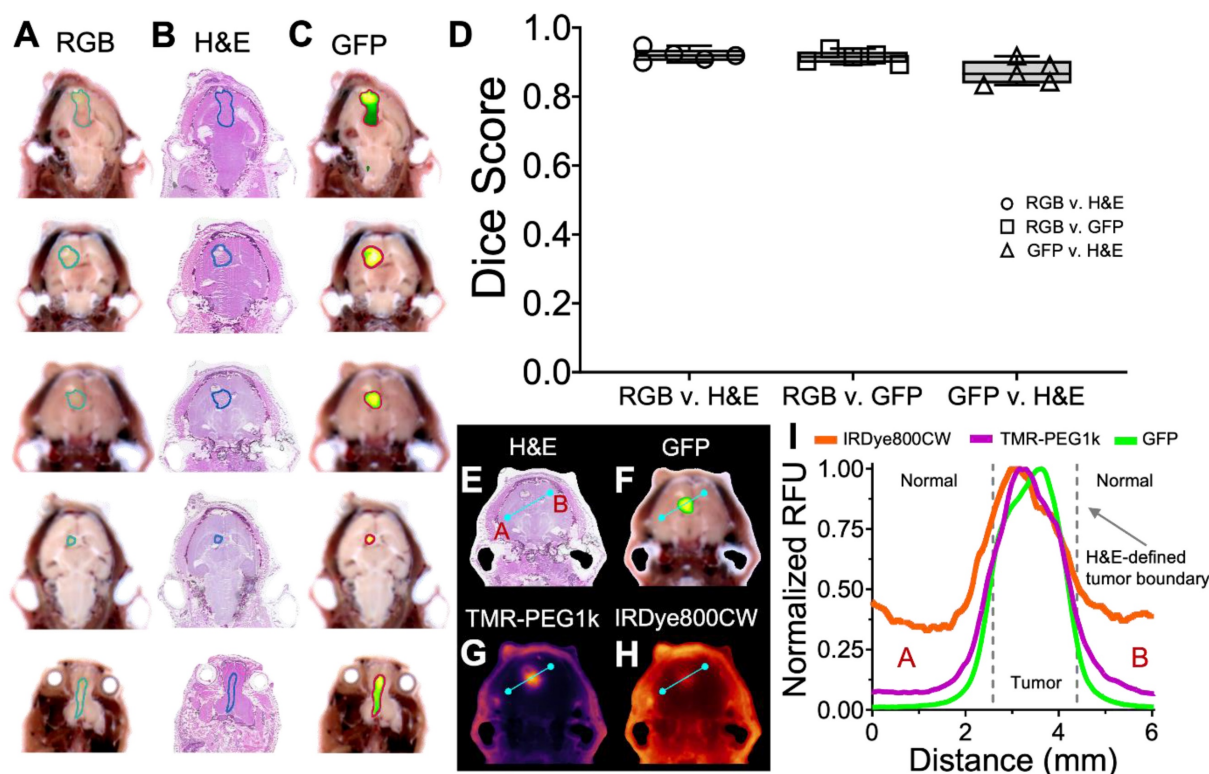 A RGB B H&E C GFP D
1.0
0.8
0.6
0.4
0.2
0.0
Dice Score
RGB v. H&E
RGB v. GFP
GFP v. H&E
RGB v. H&E RGB v. GFP GFP v. H&E
H&E GFP
E F
A B
TMR-PEG1k IRDye800CW
G H
I IRDye800CW TMR-PEG1k GFP
1.00
0.75
0.50
0.25
0.00
Normalized RFU
Normal Normal
H&E-defined
tumor boundary
A B
Tumor
0 2 4 6
Distance (mm)